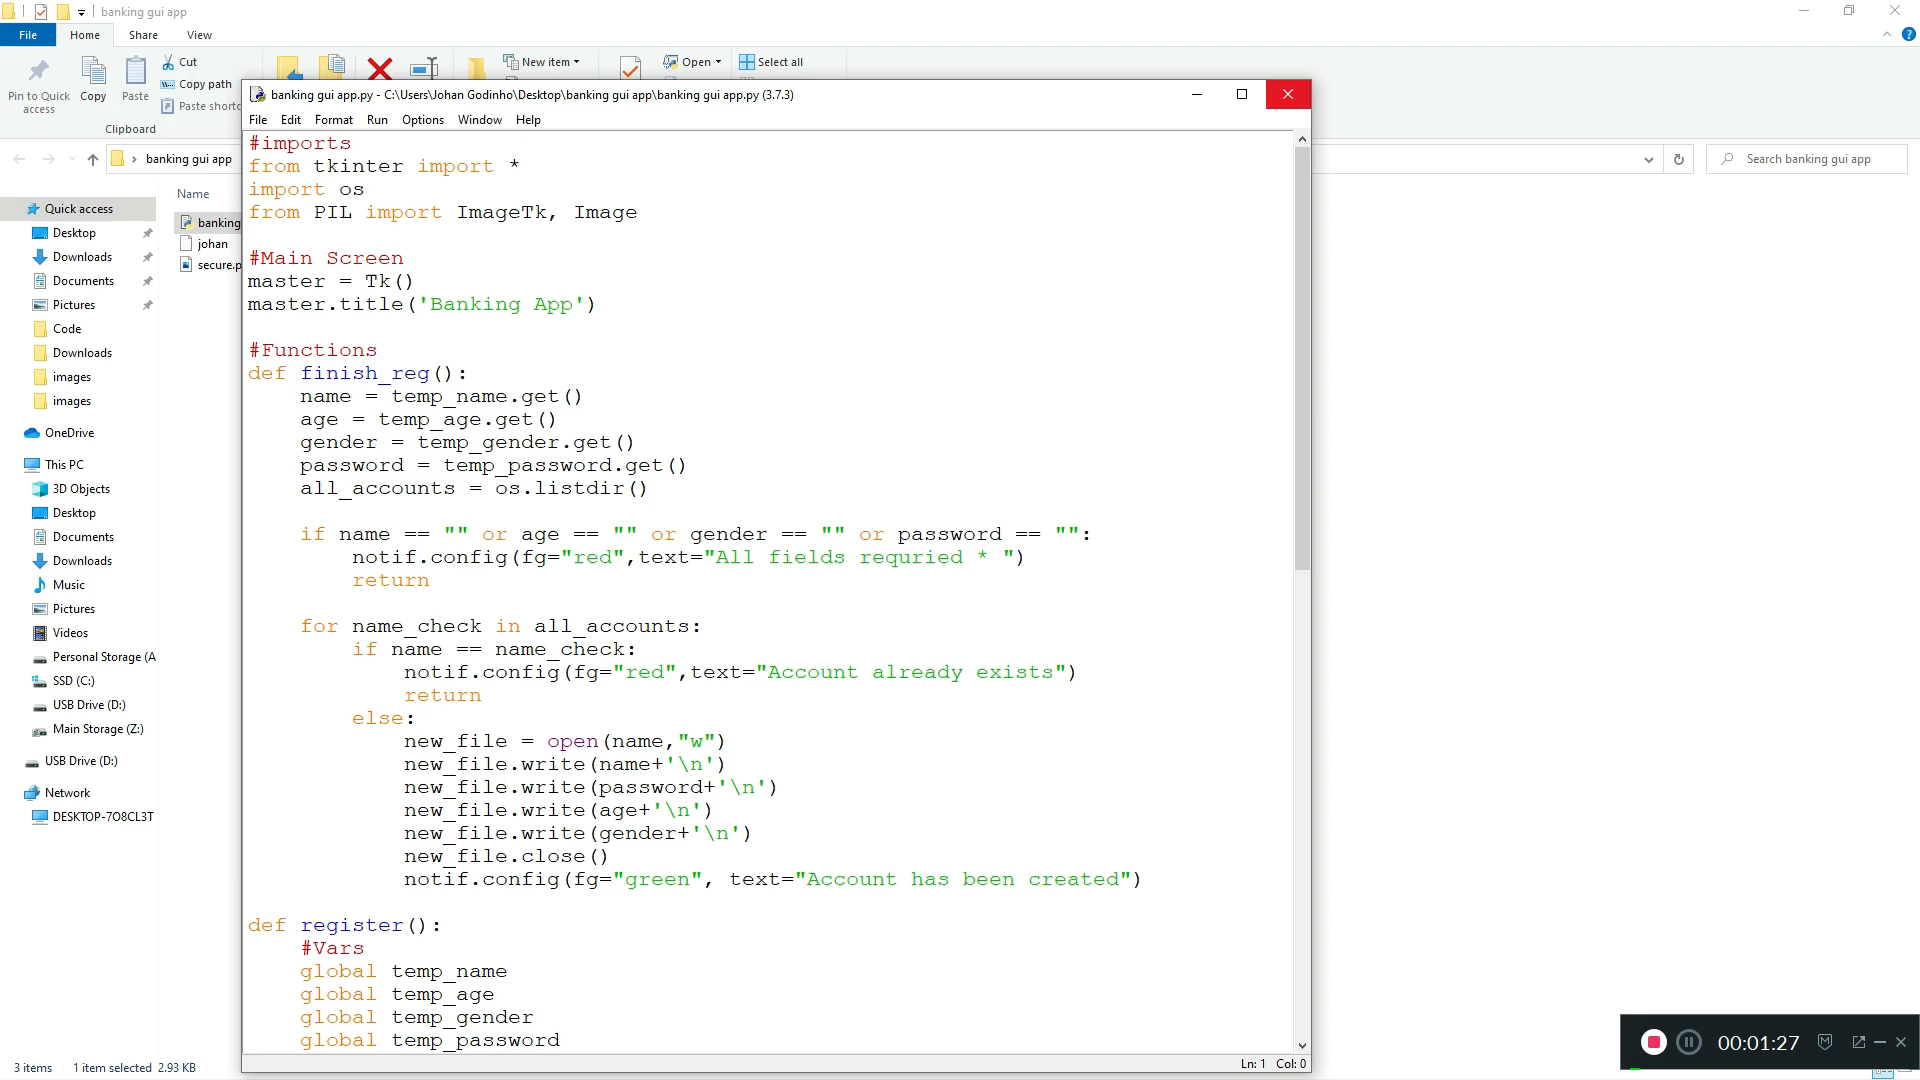 banking gui app
File Home Share View
Pin to Quick access
Copy
Paste
Cut
Copy path
Paste shortc
Clipboard
New item
Open
Select all
banking gui app
Search banking gui app
Name
banking
johan
secure.p
Quick access
Desktop
Downloads
Documents
Pictures
Code
Downloads
images
images
OneDrive
This PC
3D Objects
Desktop
Documents
Downloads
Music
Pictures
Videos
Personal Storage (A
SSD (C:)
USB Drive (D:)
Main Storage (Z:)
USB Drive (D:)
Network
DESKTOP-7O8CL3T
3 items 1 item selected 2.93 KB
banking gui app.py - C:\Users\Johan Godinho\Desktop\banking gui app\banking gui app.py (3.7.3)
File Edit Format Run Options Window Help
#imports
from tkinter import *
import os
from PIL import ImageTk, Image
#Main Screen
master = Tk()
master.title('Banking App')
#Functions
def finish_reg():
    name = temp_name.get()
    age = temp_age.get()
    gender = temp_gender.get()
    password = temp_password.get()
    all_accounts = os.listdir()
    if name == "" or age == "" or gender == "" or password == "":
        notif.config(fg="red",text="All fields requried * ")
        return
    for name_check in all_accounts:
        if name == name_check:
            notif.config(fg="red",text="Account already exists")
            return
        else:
            new_file = open(name,"w")
            new_file.write(name+'\n')
            new_file.write(password+'\n')
            new_file.write(age+'\n')
            new_file.write(gender+'\n')
            new_file.close()
            notif.config(fg="green", text="Account has been created")
def register():
    #Vars
    global temp_name
    global temp_age
    global temp_gender
    global temp_password
Ln: 1 Col: 0
00:01:27